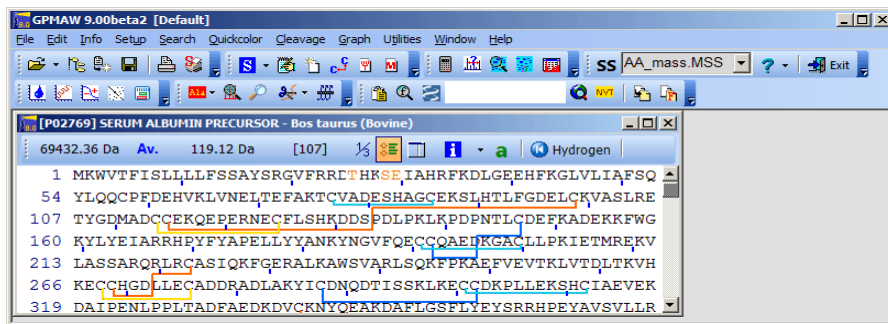 GPMAW 9.00beta2 [Default]
File Edit Info Setup Search Quickcolor Cleavage Graph Utilities Window Help
SS AA_mass.MSS ? Exit
A1a NVT
[P02769] SERUM ALBUMIN PRECURSOR - Bos taurus (Bovine)
69432.36 Da Av. 119.12 Da [107] ⅓ i a Hydrogen
1 MKWVTFISLLLLFSSAYSRGVFRRDTHKSEIAHRFKDLGEEHFKGLVLIAFSQ
54 YLQQCPFDEHVKLVNELTEFAKTCVADESHAGCEKSLHTLFGDELCKVASLRE
107 TYGDMADCCEKQEPERNECFLSHKDDSPDLPKLKPDPNTLCDEFKADEKKFWG
160 KYLYEIARRHPYFYAPELLYYANKYNGVFQECCQAEDKGACLLPKIETMREKV
213 LASSARQRLRCASIQKFGERALKAWSVARLSQKFPKAEFVEVTKLVTDLTKVH
266 KECCHGDLLECADDRADLAKYICDNQDTISSKLKECCDKPLLEKSHCIAEVEK
319 DAIPENLPPLTADFAEDKDVCKNYQEAKDAFLGSFLYEYSRRHPEYAVSVLLR